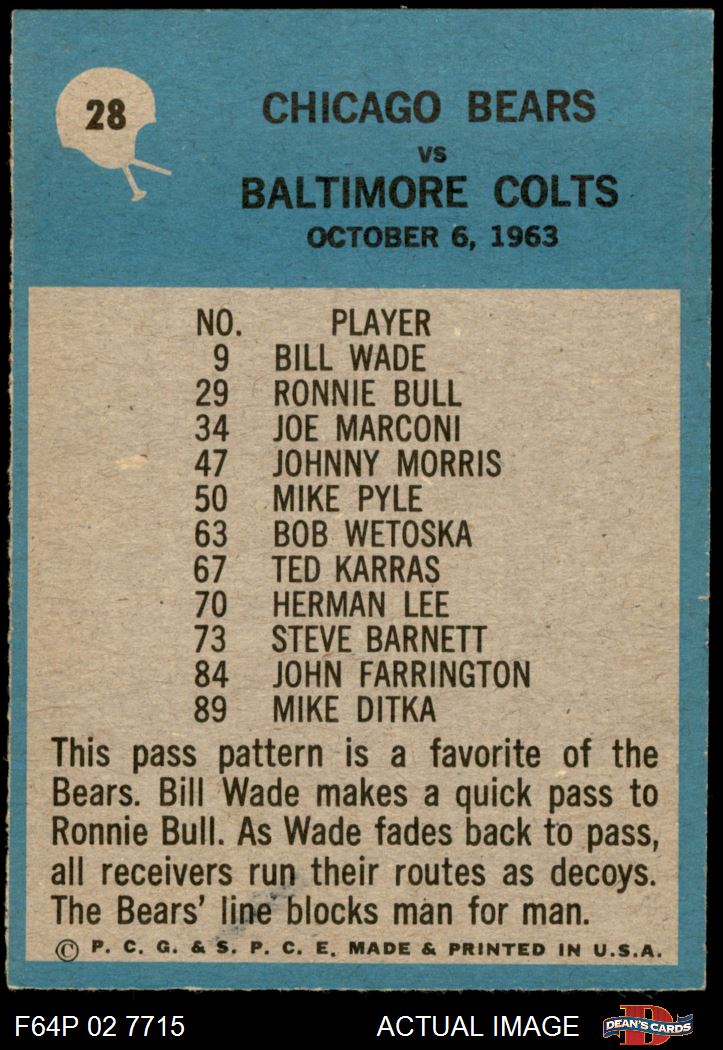 28
CHICAGO BEARS
VS
BALTIMORE COLTS
OCTOBER 6, 1963
NO. PLAYER
9 BILL WADE
29 RONNIE BULL
34 JOE MARCONI
47 JOHNNY MORRIS
50 MIKE PYLE
63 BOB WETOSKA
67 TED KARRAS
70 HERMAN LEE
73 STEVE BARNETT
84 JOHN FARRINGTON
89 MIKE DITKA
This pass pattern is a favorite of the
Bears. Bill Wade makes a quick pass to
Ronnie Bull. As Wade fades back to pass,
all receivers run their routes as decoys.
The Bears' line blocks man for man.
© P. C. G. & S. P. C. E. MADE & PRINTED IN U.S.A.
F64P 02 7715 ACTUAL IMAGE D DEAN'S CARDS